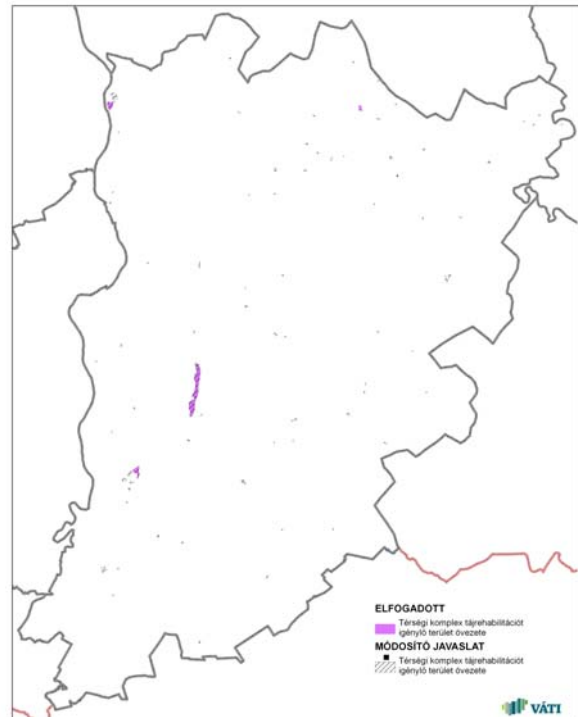 ELFOGADOTT
Térségi komplex tájrehabilitációt
igénylő terület övezete
MÓDOSÍTÓ JAVASLAT
Térségi komplex tájrehabilitációt
igénylő terület övezete
VÁTI